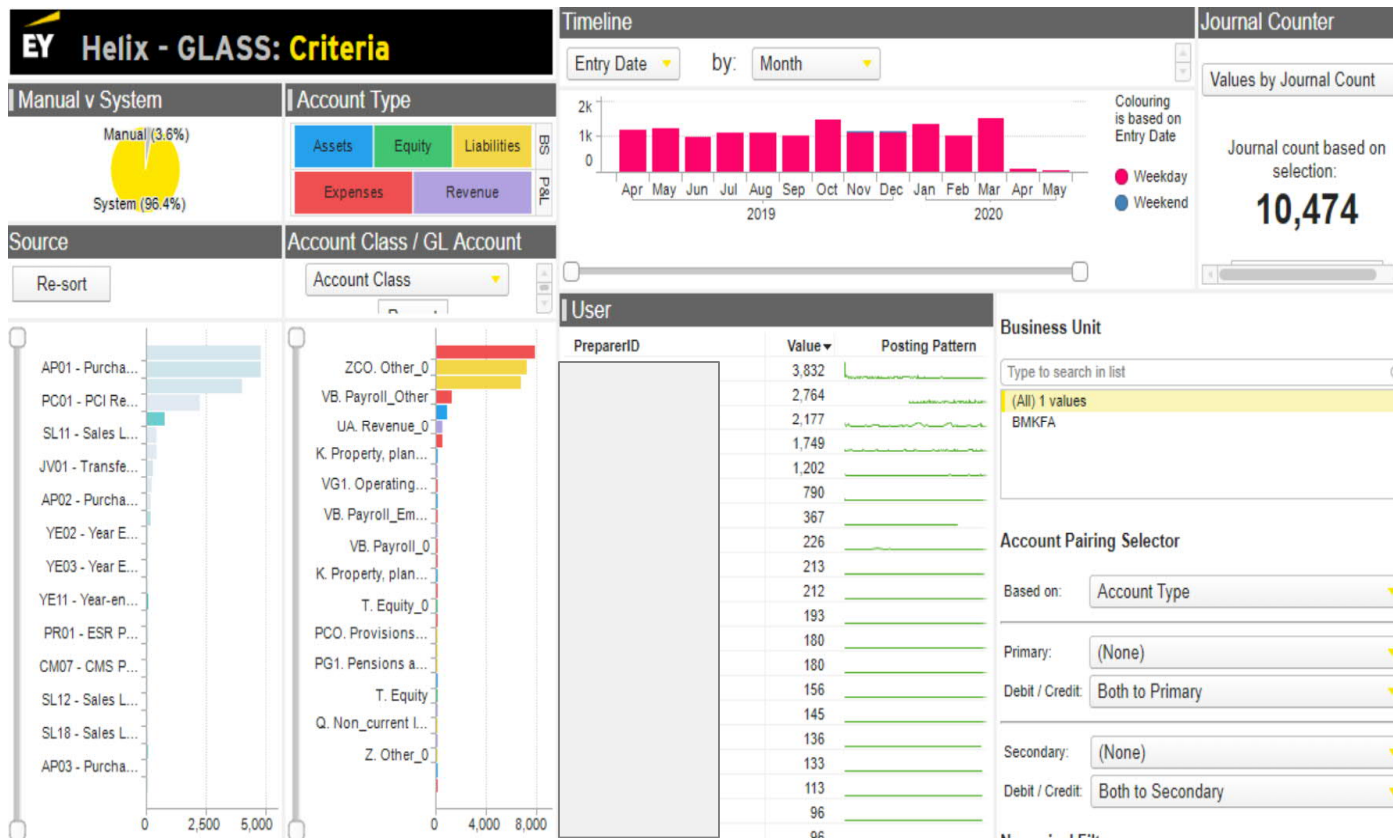 EY Helix - GLASS: Criteria
Manual v System
Manual (3.6%)
System (96.4%)
Account Type
Assets
Equity
Liabilities
BS
Expenses
Revenue
P&L
Source
Re-sort
Account Class / GL Account
Account Class
Timeline
Entry Date
by:
Month
2k
1k
0
Apr May Jun Jul Aug Sep Oct Nov Dec Jan Feb Mar Apr May
2019
2020
Colouring
is based on
Entry Date
Weekday
Weekend
Journal Counter
Values by Journal Count
Journal count based on
selection:
10,474
AP01 - Purcha...
PC01 - PCI Re...
SL11 - Sales L...
JV01 - Transfe...
AP02 - Purcha...
YE02 - Year E...
YE03 - Year E...
YE11 - Year-en...
PR01 - ESR P...
CM07 - CMS P...
SL12 - Sales L...
SL18 - Sales L...
AP03 - Purcha...
0 2,500 5,000
ZCO. Other_0
VB. Payroll_Other
UA. Revenue_0
K. Property, plan...
VG1. Operating...
VB. Payroll_Em...
VB. Payroll_0
K. Property, plan...
T. Equity_0
PCO. Provisions...
PG1. Pensions a...
T. Equity
Q. Non_current l...
Z. Other_0
0 4,000 8,000
User
PreparerID
Value
Posting Pattern
3,832
2,764
2,177
1,749
1,202
790
367
226
213
212
193
180
180
156
145
136
133
113
96
96
Business Unit
Type to search in list
(All) 1 values
BMKFA
Account Pairing Selector
Based on:
Account Type
Primary:
(None)
Debit / Credit:
Both to Primary
Secondary:
(None)
Debit / Credit:
Both to Secondary